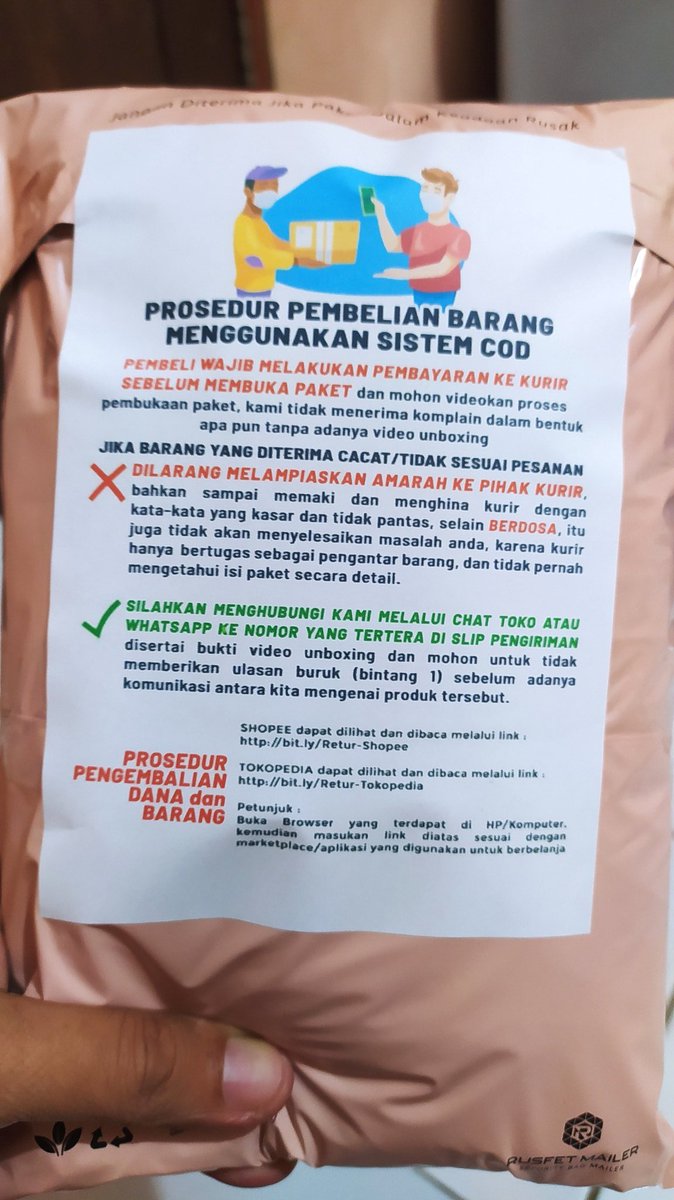 Jangan Diterima Jika Dalam Keadaan Rusak
PROSEDUR PEMBELIAN BARANG
MENGGUNAKAN SISTEM COD
PEMBELI WAJIB MELAKUKAN PEMBAYARAN KE KURIR
SEBELUM MEMBUKA PAKET dan mohon videokan proses
pembukaan paket, kami tidak menerima komplain dalam bentuk
apa pun tanpa adanya video unboxing
JIKA BARANG YANG DITERIMA CACAT/TIDAK SESUAI PESANAN
DILARANG MELAMPIASKAN AMARAH KE PIHAK KURIR,
bahkan sampai memaki dan menghina kurir dengan
kata-kata yang kasar dan tidak pantas, selain BERDOSA, itu
juga tidak akan menyelesaikan masalah anda, karena kurir
hanya bertugas sebagai pengantar barang, dan tidak pernah
mengetahui isi paket secara detail.
SILAHKAN MENGHUBUNGI KAMI MELALUI CHAT TOKO ATAU
WHATSAPP KE NOMOR YANG TERTERA DI SLIP PENGIRIMAN
disertai bukti video unboxing dan mohon untuk tidak
memberikan ulasan buruk (bintang 1) sebelum adanya
komunikasi antara kita mengenai produk tersebut.
PROSEDUR
PENGEMBALIAN
DANA dan
BARANG
SHOPEE dapat dilihat dan dibaca melalui link :
http://bit.ly/Retur-Shopee
TOKOPEDIA dapat dilihat dan dibaca melalui link :
http://bit.ly/Retur-Tokopedia
Petunjuk :
Buka Browser yang terdapat di HP/Komputer.
kemudian masukan link diatas sesuai dengan
marketplace/aplikasi yang digunakan untuk berbelanja
RUSFET MAILER
SECURITY BAG MAILER